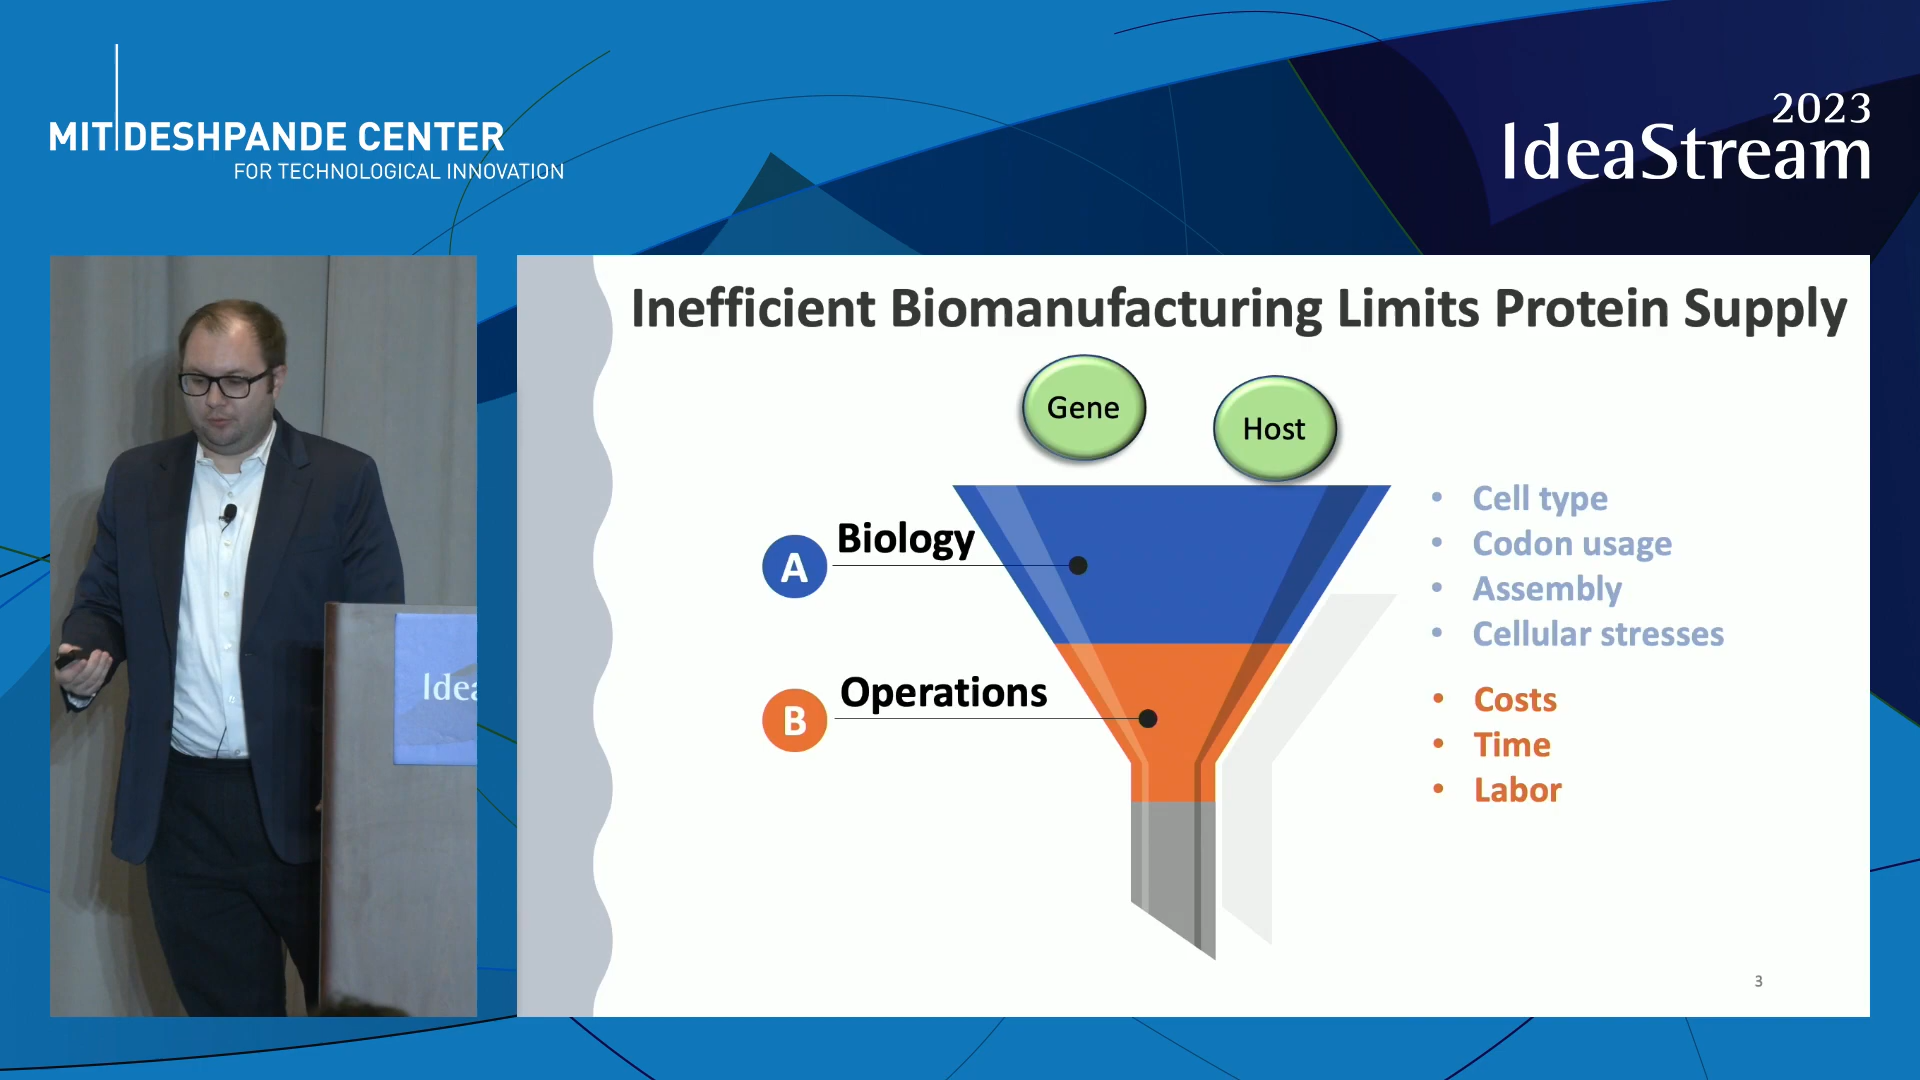 MIT DESHPANDE CENTER
FOR TECHNOLOGICAL INNOVATION
2023
IdeaStream
Inefficient Biomanufacturing Limits Protein Supply
Gene
Host
A
Biology
• Cell type
• Codon usage
• Assembly
• Cellular stresses
B
Operations
• Costs
• Time
• Labor
3